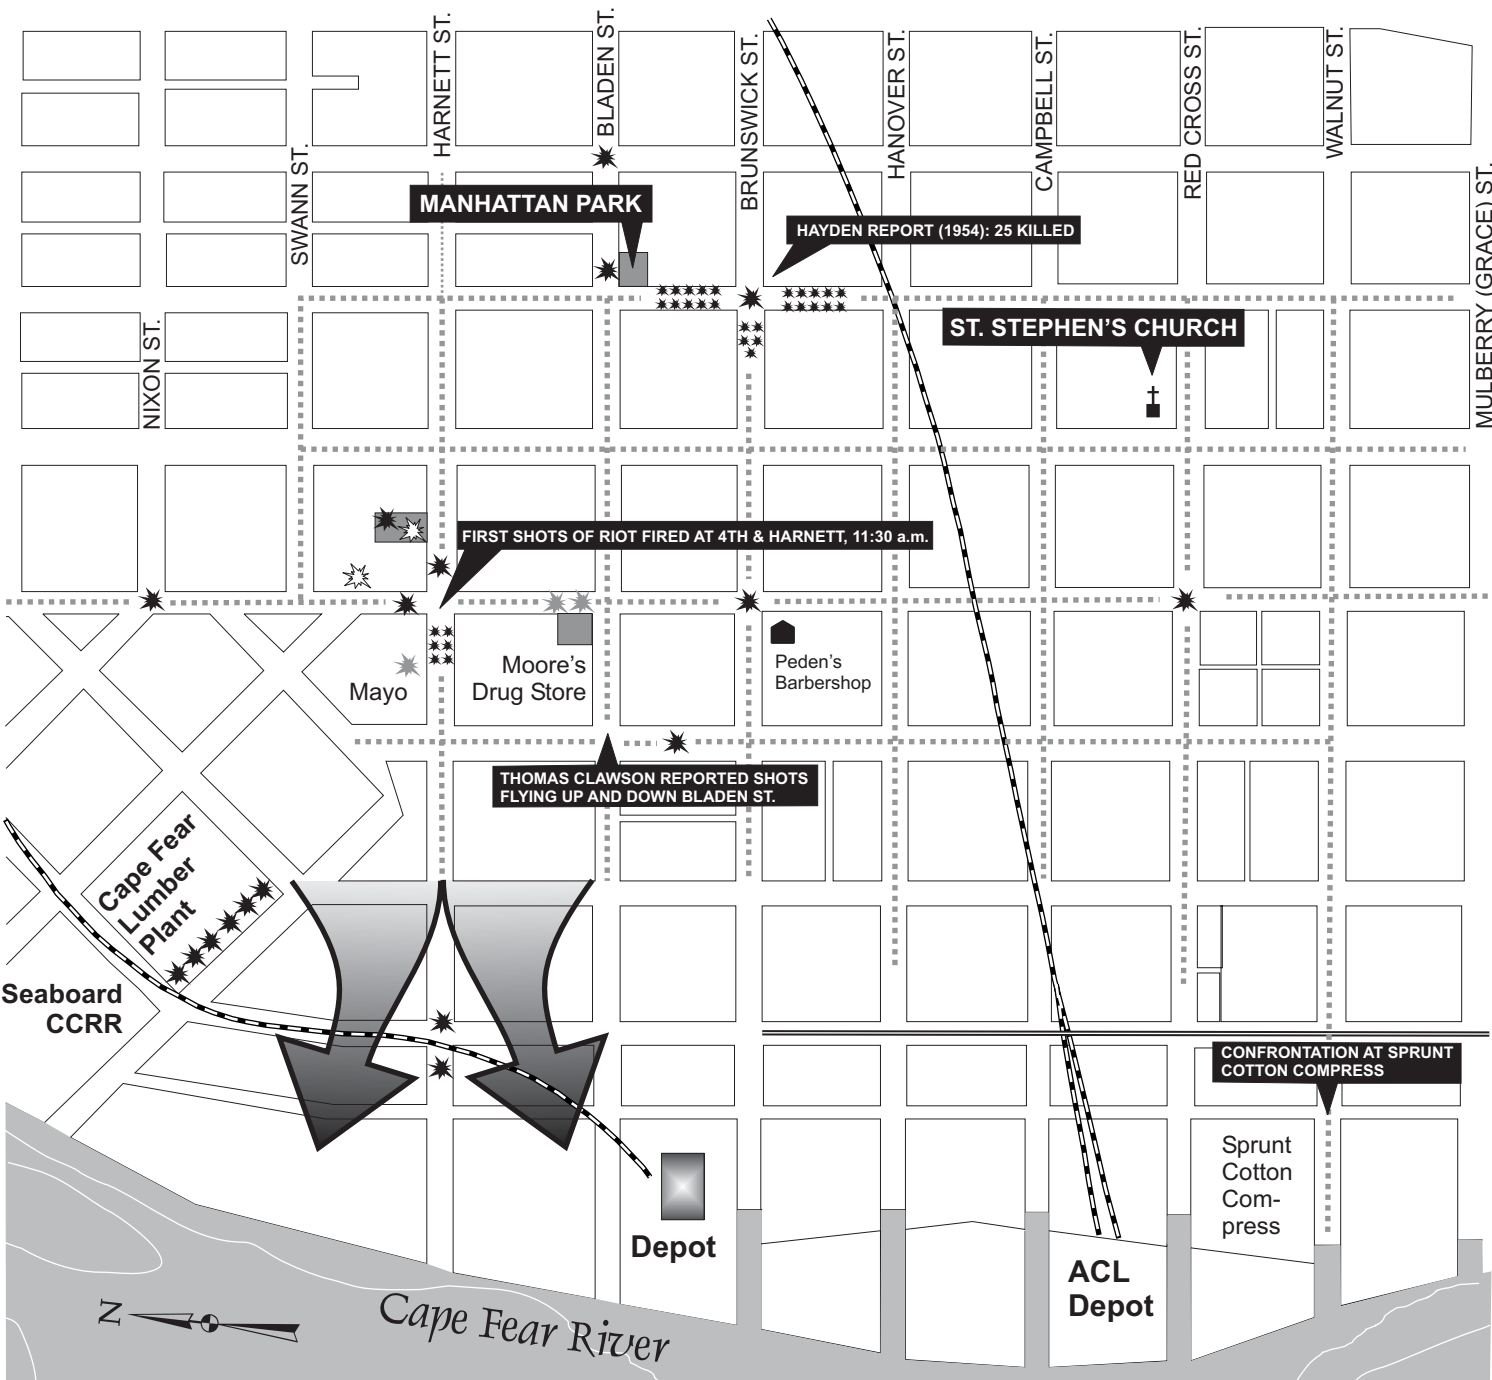 HARNETT ST.
BLADEN ST.
BRUNSWICK ST.
HANOVER ST.
CAMPBELL ST.
RED CROSS ST.
WALNUT ST.
MULBERRY (GRACE) ST.
SWANN ST.
NIXON ST.
MANHATTAN PARK
HAYDEN REPORT (1954): 25 KILLED
ST. STEPHEN’S CHURCH
FIRST SHOTS OF RIOT FIRED AT 4TH & HARNETT, 11:30 a.m.
Mayo
Moore’s
Drug Store
Peden’s
Barbershop
THOMAS CLAWSON REPORTED SHOTS
FLYING UP AND DOWN BLADEN ST.
Cape Fear
Lumber
Plant
Seaboard
CCRR
CONFRONTATION AT SPRUNT
COTTON COMPRESS
Sprunt
Cotton
Com-
press
Depot
ACL
Depot
N
Cape Fear River